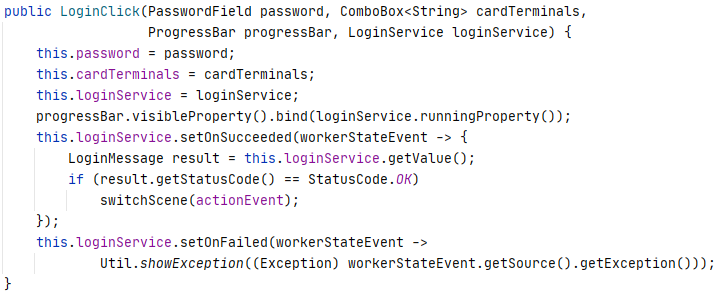 public LoginClick(PasswordField password, ComboBox<String> cardTerminals,
                  ProgressBar progressBar, LoginService loginService) {
    this.password = password;
    this.cardTerminals = cardTerminals;
    this.loginService = loginService;
    progressBar.visibleProperty().bind(loginService.runningProperty());
    this.loginService.setOnSucceeded(workerStateEvent -> {
        LoginMessage result = this.loginService.getValue();
        if (result.getStatusCode() == StatusCode.OK)
            switchScene(actionEvent);
    });
    this.loginService.setOnFailed(workerStateEvent ->
            Util.showException((Exception) workerStateEvent.getSource().getException()));
}